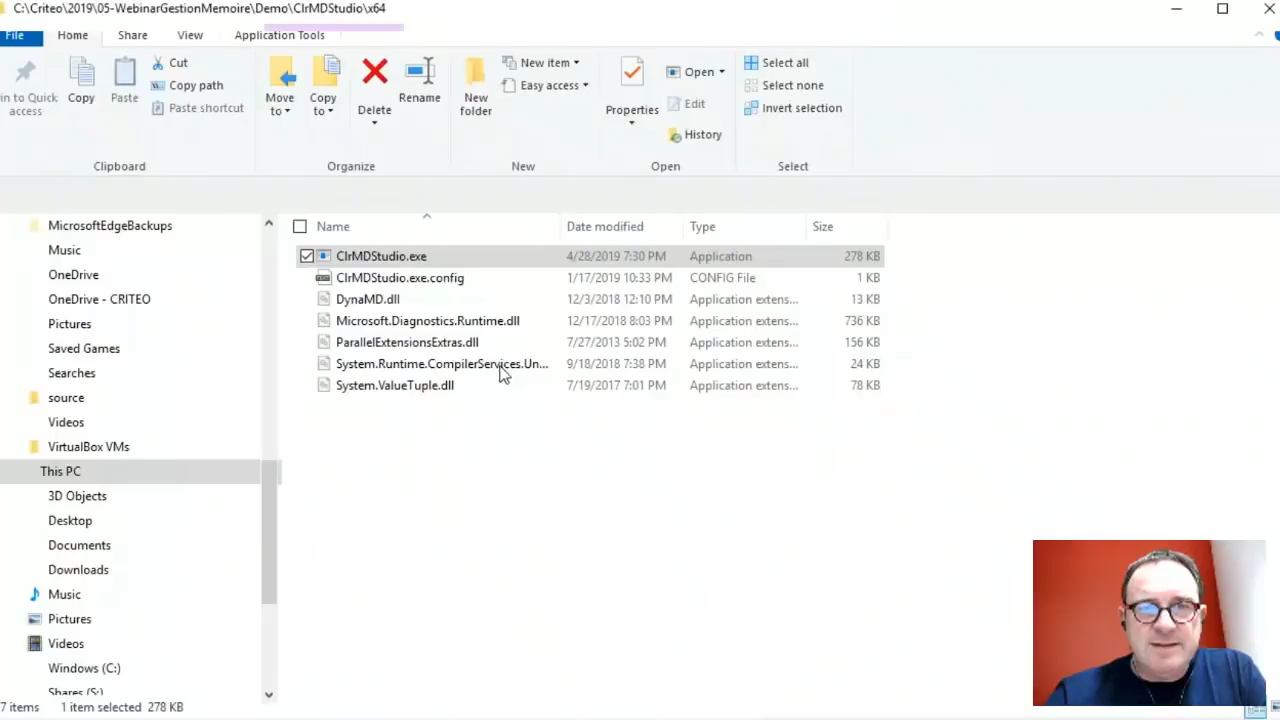 C:\Criteo\2019\05-WebinarGestionMemoire\Demo\ClrMDStudio\x64
File Home Share View Application Tools
in to Quick access
Copy
Paste
Cut
Copy path
Paste shortcut
Move to
Copy to
Delete
Rename
New folder
New item
Easy access
Properties
Open
Edit
History
Select all
Select none
Invert selection
Clipboard Organize New Open Select
Name Date modified Type Size
ClrMDStudio.exe 4/28/2019 7:30 PM Application 278 KB
ClrMDStudio.exe.config 1/17/2019 10:33 PM CONFIG File 1 KB
DynaMD.dll 12/3/2018 12:10 PM Application extens... 13 KB
Microsoft.Diagnostics.Runtime.dll 12/17/2018 8:03 PM Application extens... 736 KB
ParallelExtensionsExtras.dll 7/27/2013 5:02 PM Application extens... 156 KB
System.Runtime.CompilerServices.Un... 9/18/2018 7:38 PM Application extens... 24 KB
System.ValueTuple.dll 7/19/2017 7:01 PM Application extens... 78 KB
MicrosoftEdgeBackups
Music
OneDrive
OneDrive - CRITEO
Pictures
Saved Games
Searches
source
Videos
VirtualBox VMs
This PC
3D Objects
Desktop
Documents
Downloads
Music
Pictures
Videos
Windows (C:)
Shares (S:)
7 items 1 item selected 278 KB